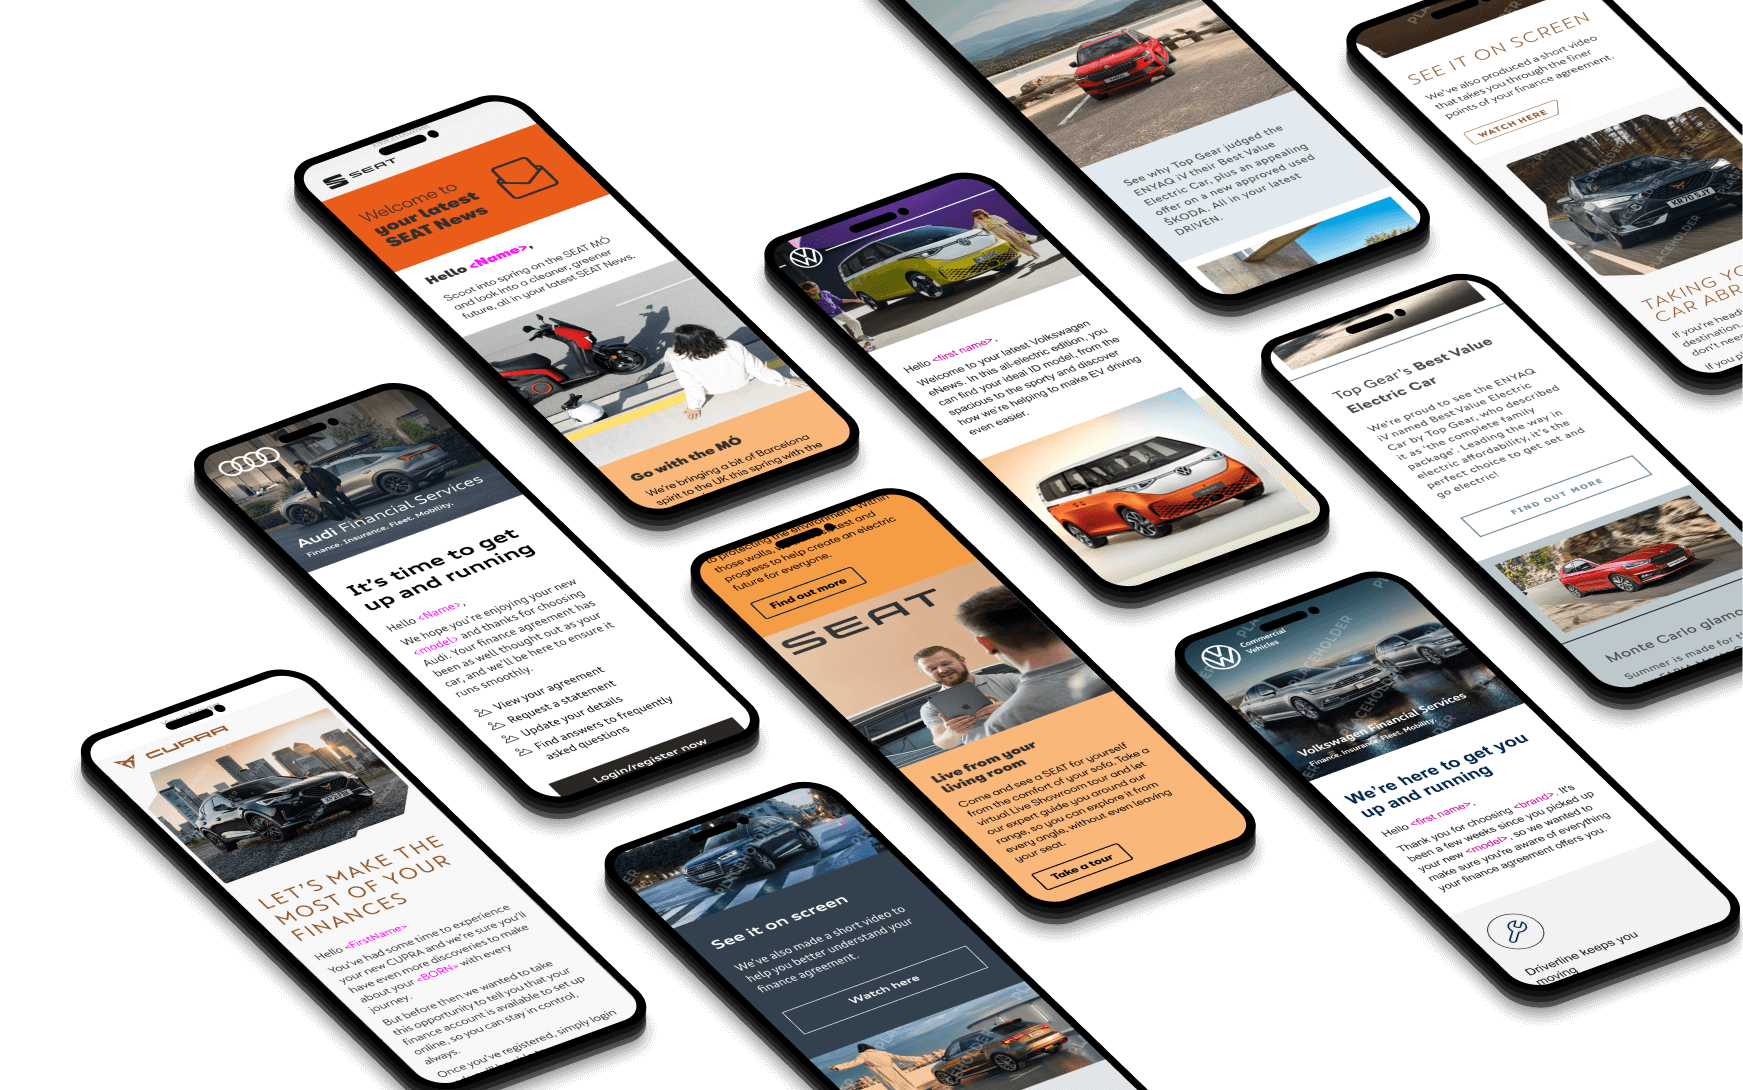 SEAT
Welcome to
your latest
SEAT News
Hello <Name>,
Scoot into spring on the SEAT MÓ
and look into a cleaner, greener
future, all in your latest SEAT News.
Go with the MÓ
We're bringing a bit of Barcelona
spirit to the UK this spring with the
Audi Financial Services
Finance. Insurance. Fleet. Mobility.
It's time to get
up and running
Hello <Name>,
We hope you're enjoying your new
<model> and thanks for choosing
Audi. Your finance agreement has
been as well thought out as your
car, and we'll be here to ensure it
runs smoothly.
View your agreement
Request a statement
Update your details
Find answers to frequently
asked questions
Login/register now
CUPRA
LET'S MAKE THE
MOST OF YOUR
FINANCES
Hello <FirstName>
You've had some time to experience
your new CUPRA and we're sure you'll
have even more discoveries to make
about your <BORN> with every
journey.
But before then we wanted to take
this opportunity to tell you that your
finance account is available to set up
online, so you can stay in control,
always.
Once you've registered, simply login
Hello <first name>,
Welcome to your latest Volkswagen
eNews. In this all-electric edition, you
can find your ideal ID model, from the
spacious to the sporty and discover
how we're helping to make EV driving
even easier.
to protecting the environment. Within
those walls,
progress to help create an electric
future for everyone.
Find out more
SEAT
Live from your
living room
Come and see a SEAT for yourself
from the comfort of your sofa. Take a
virtual Live Showroom tour and let
our expert guide you around our
range, so you can explore it from
every angle, without even leaving
your seat.
Take a tour
PLACEHOLDER
See it on screen
We've also made a short video to
help you better understand your
finance agreement.
Watch here
See why Top Gear judged the
ENYAQ iV their Best Value
Electric Car, plus an appealing
offer on a new approved used
ŠKODA. All in your latest
DRIVEN.
Top Gear's Best Value
Electric Car
We're proud to see the ENYAQ
iV named Best Value Electric
Car by Top Gear, who described
it as 'the complete family
package'. Leading the way in
electric affordability, it's the
perfect choice to get set and
go electric!
FIND OUT MORE
Monte Carlo glamo
Summer is made for
Commercial
Vehicles
PLACEHOLDER
Volkswagen Financial Services
Finance. Insurance. Fleet. Mobility.
We're here to get you
up and running
Hello <first name>,
Thank you for choosing <brand>. It's
been a few weeks since you picked up
your new <model>, so we wanted to
make sure you're aware of everything
your finance agreement offers you.
Driverline keeps you
moving
SEE IT ON SCREEN
We've also produced a short video
that takes you through the finer
points of your finance agreement.
WATCH HERE
PLACEHOLDER
TAKING YO
CAR ABR
If you're head
destination,
don't need
If you p